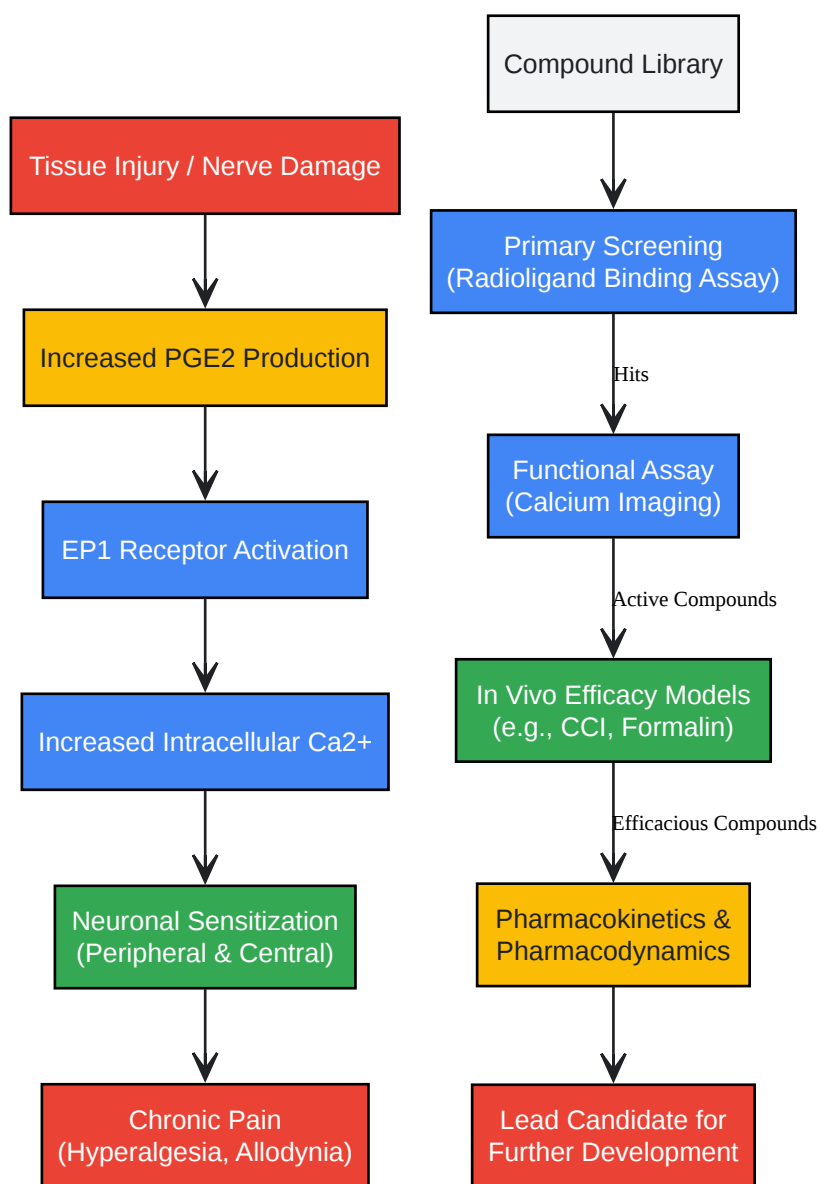 Tissue Injury / Nerve Damage
Increased PGE2 Production
EP1 Receptor Activation
Increased Intracellular Ca2+
Neuronal Sensitization
(Peripheral & Central)
Chronic Pain
(Hyperalgesia, Allodynia)
Compound Library
Primary Screening
(Radioligand Binding Assay)
Hits
Functional Assay
(Calcium Imaging)
Active Compounds
In Vivo Efficacy Models
(e.g., CCI, Formalin)
Efficacious Compounds
Pharmacokinetics &
Pharmacodynamics
Lead Candidate for
Further Development